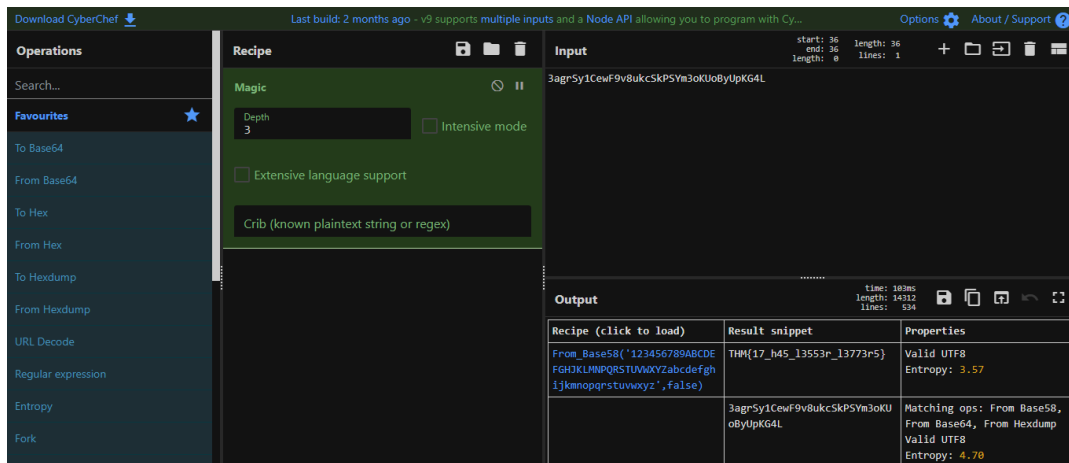 Download CyberChef
Last build: 2 months ago - v9 supports multiple inputs and a Node API allowing you to program with Cy...
Options
About / Support
Operations
Search...
Favourites
To Base64
From Base64
To Hex
From Hex
To Hexdump
From Hexdump
URL Decode
Regular expression
Entropy
Fork
Recipe
Magic
Depth
3
Intensive mode
Extensive language support
Crib (known plaintext string or regex)
Input
start: 36
end: 36
length: 0
length: 36
lines: 1
3agrSy1CewF9v8ukcSkPSYm3oKUoByUpKG4L
Output
time: 103ms
length: 14312
lines: 534
Recipe (click to load)
Result snippet
Properties
From_Base58('123456789ABCDE
FGHJKLMNPQRSTUVWXYZabcdefgh
ijkmnopqrstuvwxyz',false)
THM{17_h45_l3553r_l3773r5}
Valid UTF8
Entropy: 3.57
3agrSy1CewF9v8ukcSkPSYm3oKU
oByUpKG4L
Matching ops: From Base58,
From Base64, From Hexdump
Valid UTF8
Entropy: 4.70